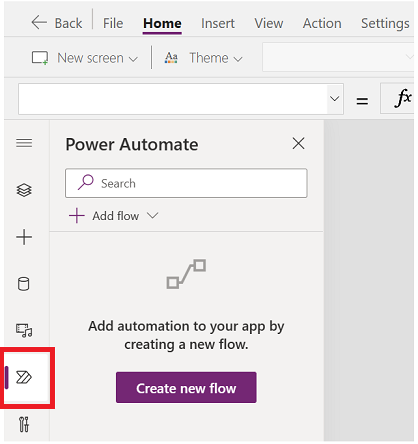 Back File Home Insert View Action Settings
New screen Aa Theme
= fx
Power Automate
Search
Add flow
Add automation to your app by
creating a new flow.
Create new flow